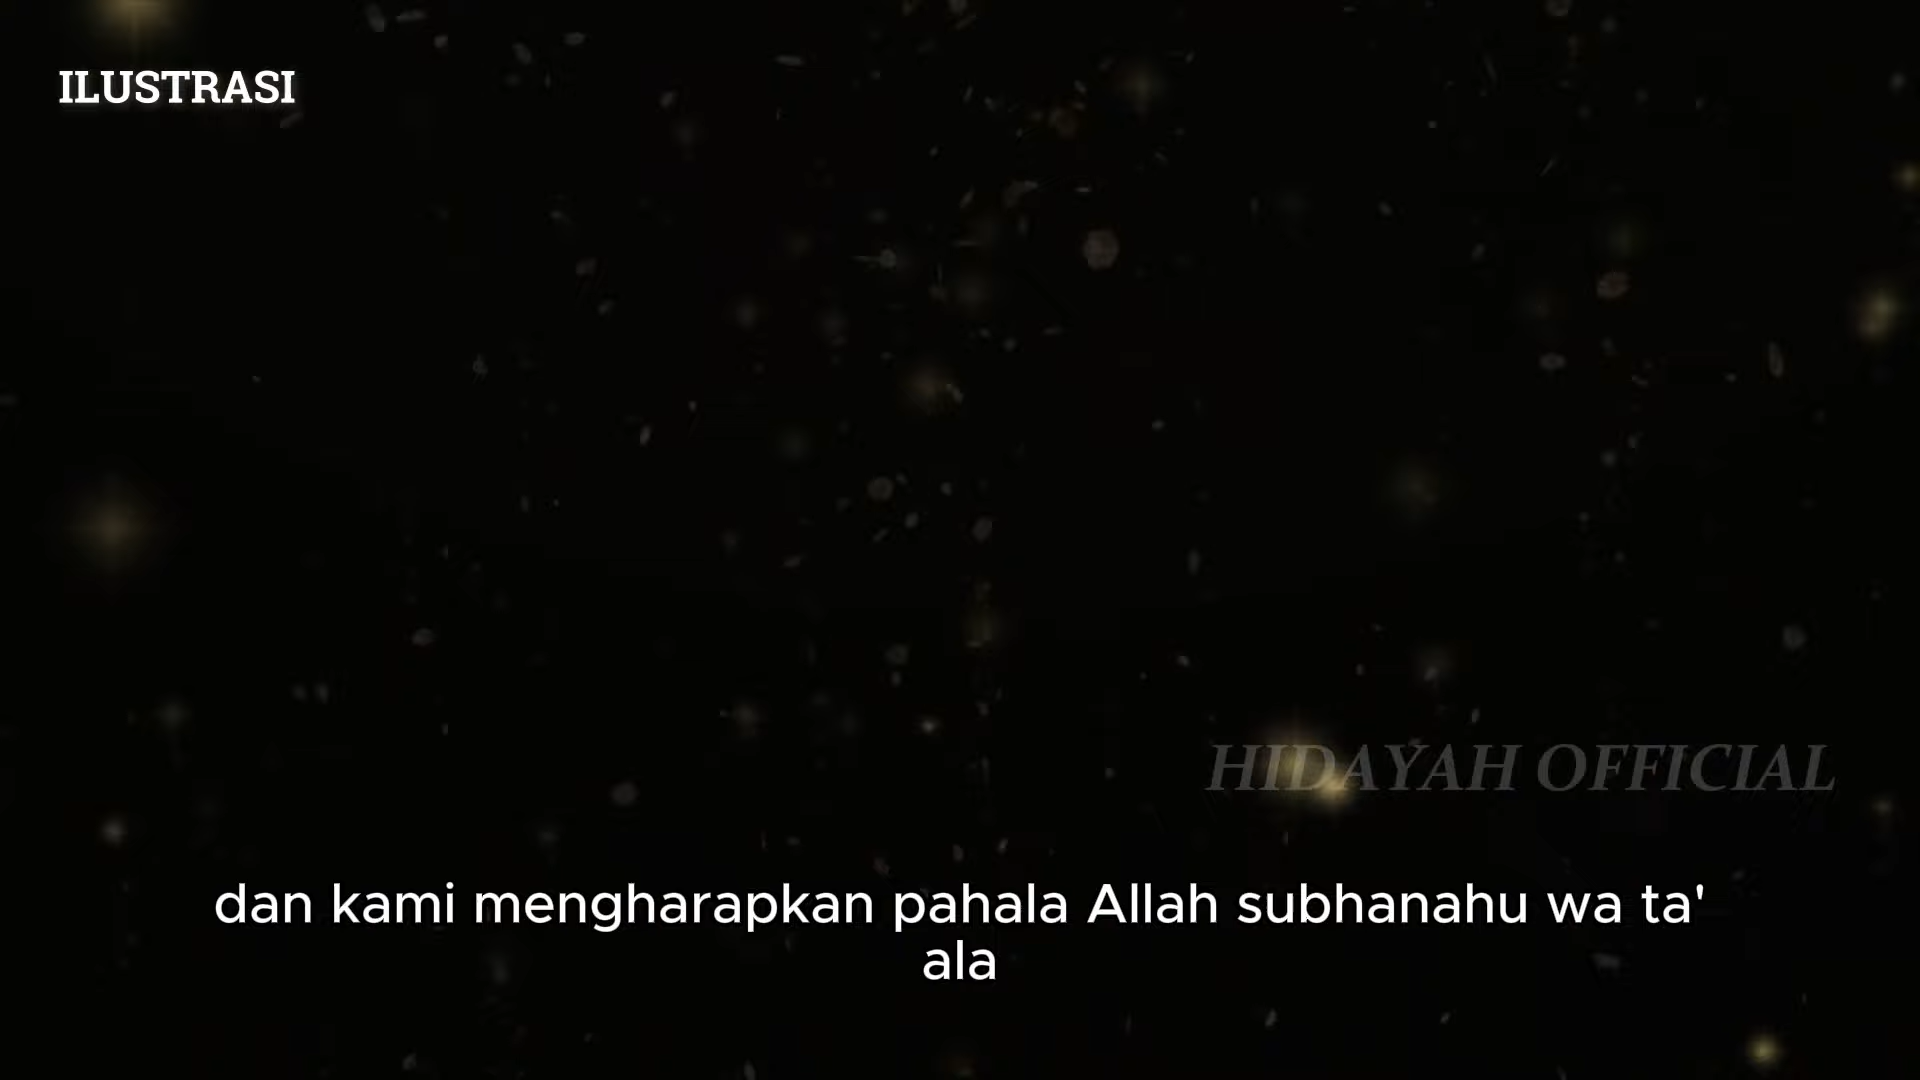 ILUSTRASI
HIDAYAH OFFICIAL
dan kami mengharapkan pahala Allah subhanahu wa ta'
ala